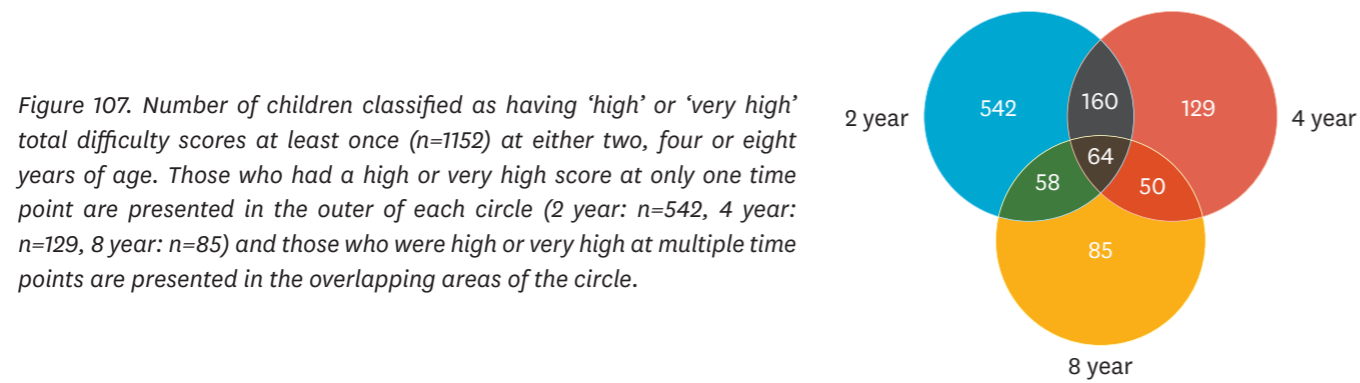 Figure 107. Number of children classified as having ‘high’ or ‘very high’
total difficulty scores at least once (n=1152) at either two, four or eight
years of age. Those who had a high or very high score at only one time
point are presented in the outer of each circle (2 year: n=542, 4 year:
n=129, 8 year: n=85) and those who were high or very high at multiple time
points are presented in the overlapping areas of the circle.
2 year
542
160
129
4 year
64
58
50
85
8 year